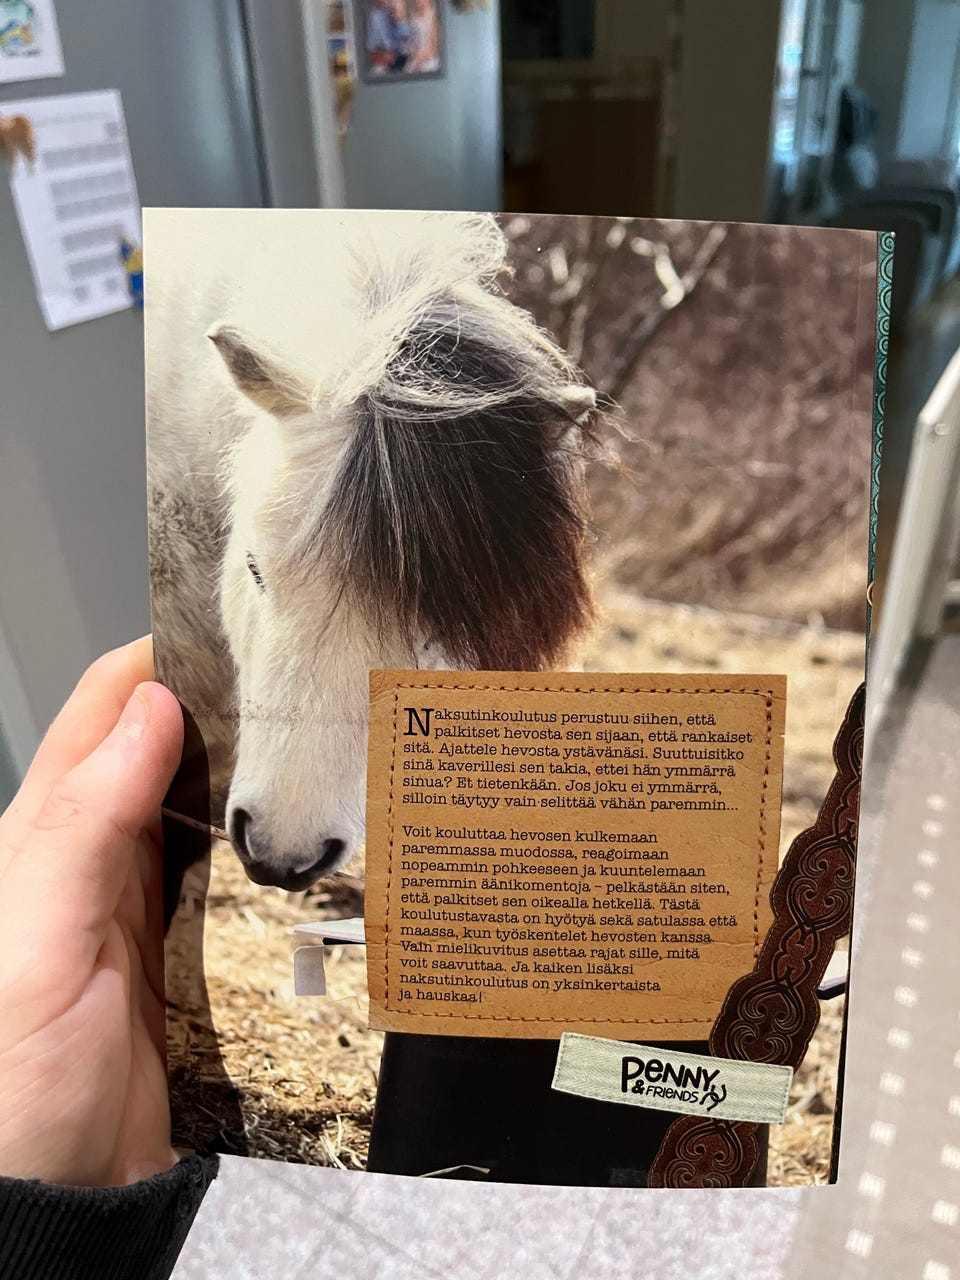 Naksutinkoulutus perustuu siihen, että
palkitset hevosta sen sijaan, että rankaiset
sitä. Ajattele hevosta ystävänäsi. Suuttuisitko
sinä kaverillesi sen takia, ettei hän ymmärrä
sinua? Et tietenkään. Jos joku ei ymmärrä,
silloin täytyy vain selittää vähän paremmin...
Voit kouluttaa hevosen kulkemaan
paremmassa muodossa, reagoimaan
nopeammin pohkeeseen ja kuuntelemaan
paremmin äänikomentoja – pelkästään siten,
että palkitset sen oikealla hetkellä. Tästä
koulutustavasta on hyötyä sekä satulassa että
maassa, kun työskentelet hevosten kanssa.
Vain mielikuvitus asettaa rajat sille, mitä
voit saavuttaa. Ja kaiken lisäksi
naksutinkoulutus on yksinkertaista
ja hauskaa!
PENNY
& FRIENDS